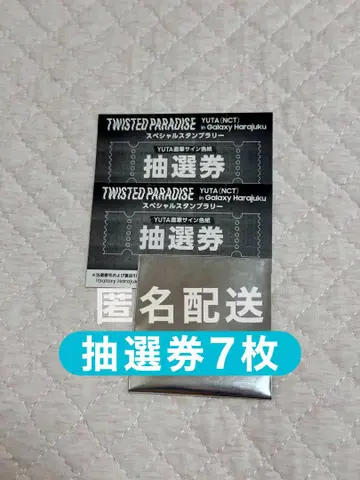 TWISTED PARADISE YUTA(NCT)
in Galaxy Harajuku
スペシャルスタンプラリー
YUTA直筆サイン色紙
抽選券
TWISTED PARADISE YUTA(NCT)
in Galaxy Harajuku
スペシャルスタンプラリー
YUTA直筆サイン色紙
抽選券
Galaxy Harajuku
匿名配送
抽選券7枚